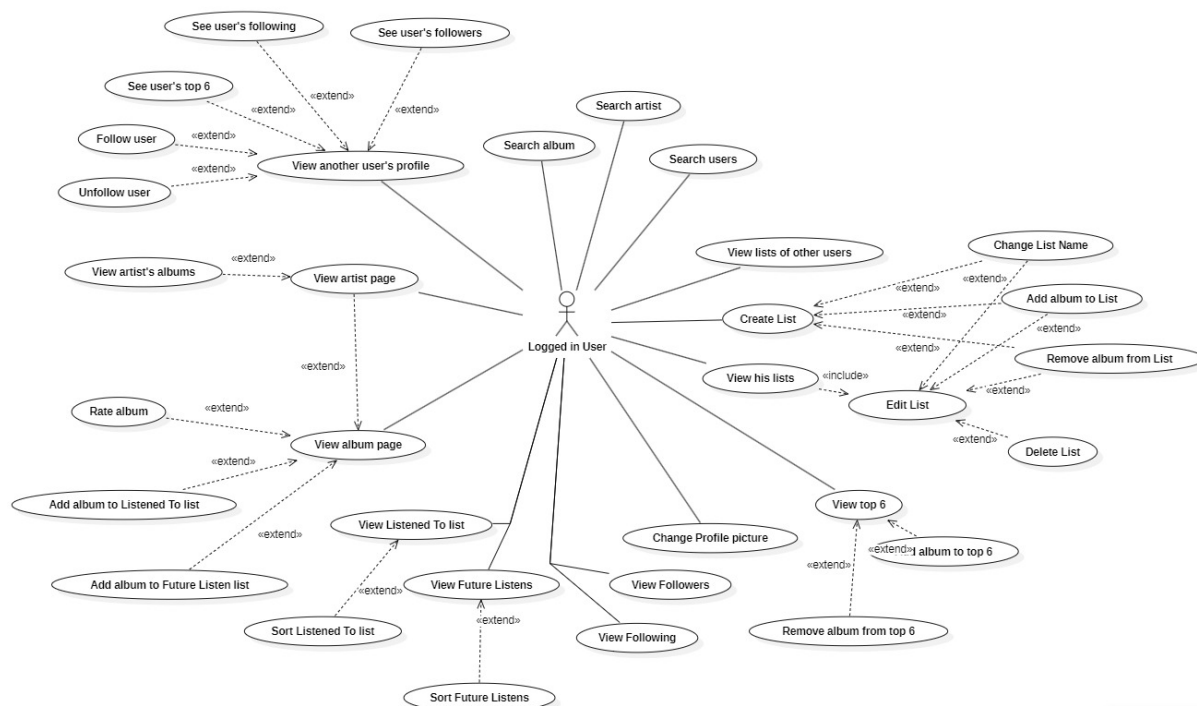 See user's following
See user's followers
See user's top 6
«extend»
«extend»
«extend»
Search artist
Follow user
«extend»
Search album
Search users
View another user's profile
«extend»
Unfollow user
View lists of other users
Change List Name
«extend»
View artist's albums
View artist page
«extend»
«extend»
Add album to List
Create List
«extend»
«extend»
Logged in User
«extend»
Remove album from List
«extend»
View his lists
«include»
«extend»
Edit List
Rate album
«extend»
«extend»
View album page
Delete List
«extend»
Add album to Listened To list
View top 6
View Listened To list
«extend»
Change Profile picture
«extend»
album to top 6
«extend»
Add album to Future Listen list
View Future Listens
View Followers
«extend»
«extend»
Sort Listened To list
View Following
Remove album from top 6
Sort Future Listens